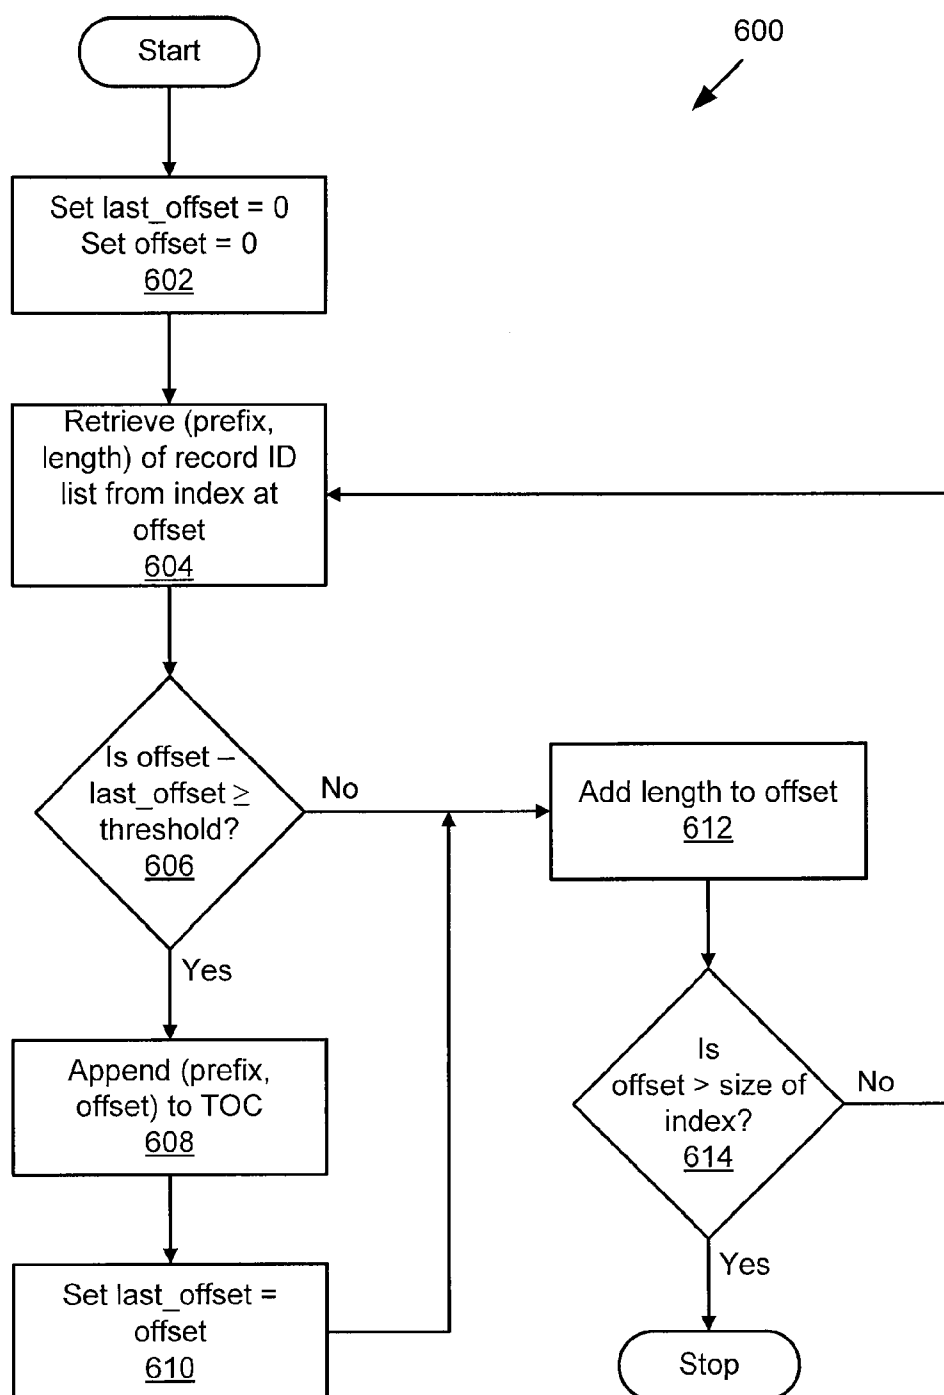 Start
600
Set last_offset = 0
Set offset = 0
602
Retrieve (prefix,
length) of record ID
list from index at
offset
604
Is offset –
last_offset ≥
threshold?
606
No
Yes
Append (prefix,
offset) to TOC
608
Set last_offset =
offset
610
Add length to offset
612
Is
offset > size of
index?
614
No
Yes
Stop